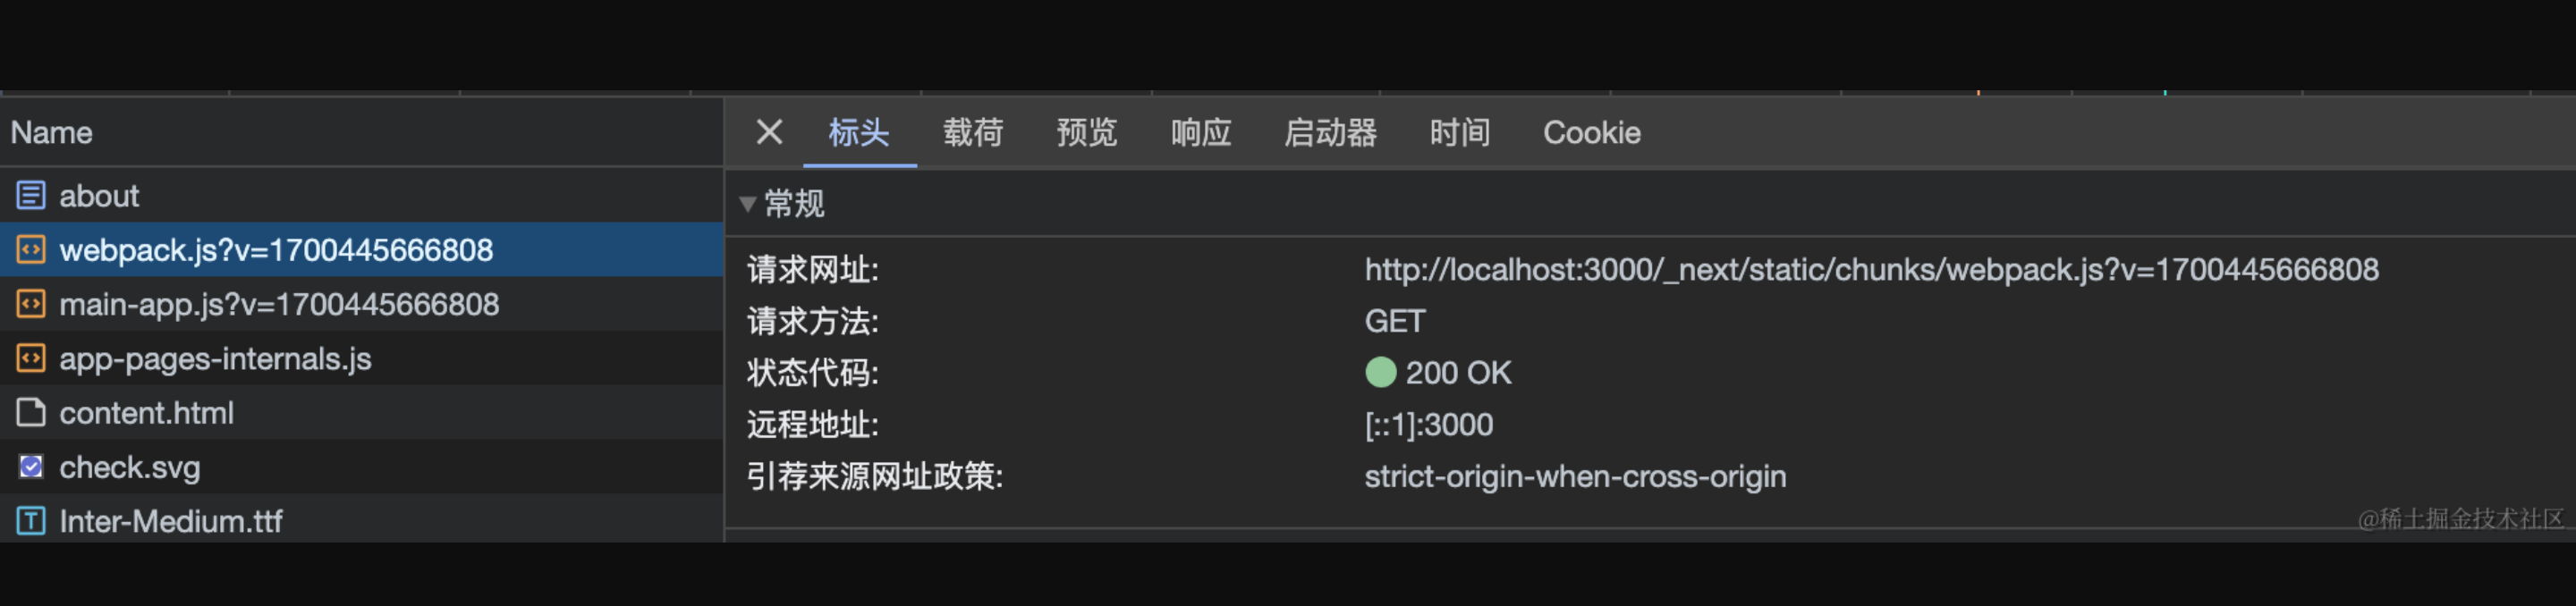 Name
about
webpack.js?v=1700445666808
main-app.js?v=1700445666808
app-pages-internals.js
content.html
check.svg
Inter-Medium.ttf
标头 载荷 预览 响应 启动器 时间 Cookie
常规
请求网址: http://localhost:3000/_next/static/chunks/webpack.js?v=1700445666808
请求方法: GET
状态代码: 200 OK
远程地址: [::1]:3000
引荐来源网址政策: strict-origin-when-cross-origin
@稀土掘金技术社区